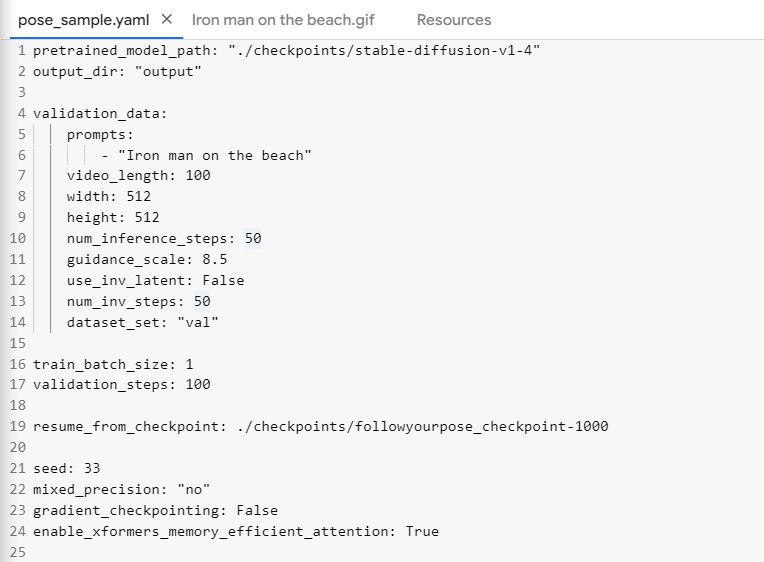 pose_sample.yaml × Iron man on the beach.gif Resources
1 pretrained_model_path: "./checkpoints/stable-diffusion-v1-4"
2 output_dir: "output"
3
4 validation_data:
5     prompts:
6         - "Iron man on the beach"
7     video_length: 100
8     width: 512
9     height: 512
10     num_inference_steps: 50
11     guidance_scale: 8.5
12     use_inv_latent: False
13     num_inv_steps: 50
14     dataset_set: "val"
15
16 train_batch_size: 1
17 validation_steps: 100
18
19 resume_from_checkpoint: ./checkpoints/followyourpose_checkpoint-1000
20
21 seed: 33
22 mixed_precision: "no"
23 gradient_checkpointing: False
24 enable_xformers_memory_efficient_attention: True
25